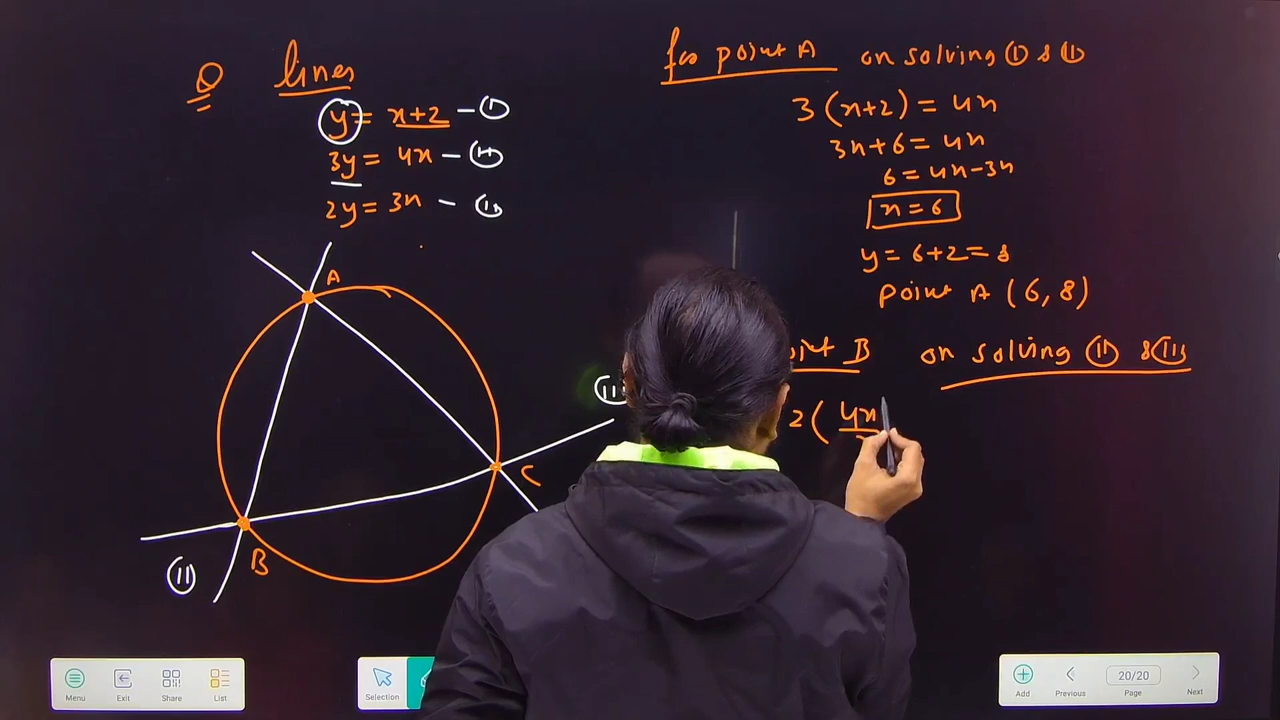 Q lines
y = x+2 – (I)
3y = 4x – (II)
2y = 3x – (III)
A
C
B
(II)
for point A on solving (I) & (II)
3(x+2) = 4x
3x+6 = 4x
6 = 4x-3x
x = 6
y = 6+2 = 8
point A (6, 8)
B on solving (II) & (III)
2(4x
Menu
Exit
Share
List
Selection
Add
Previous
20/20
Page
Next